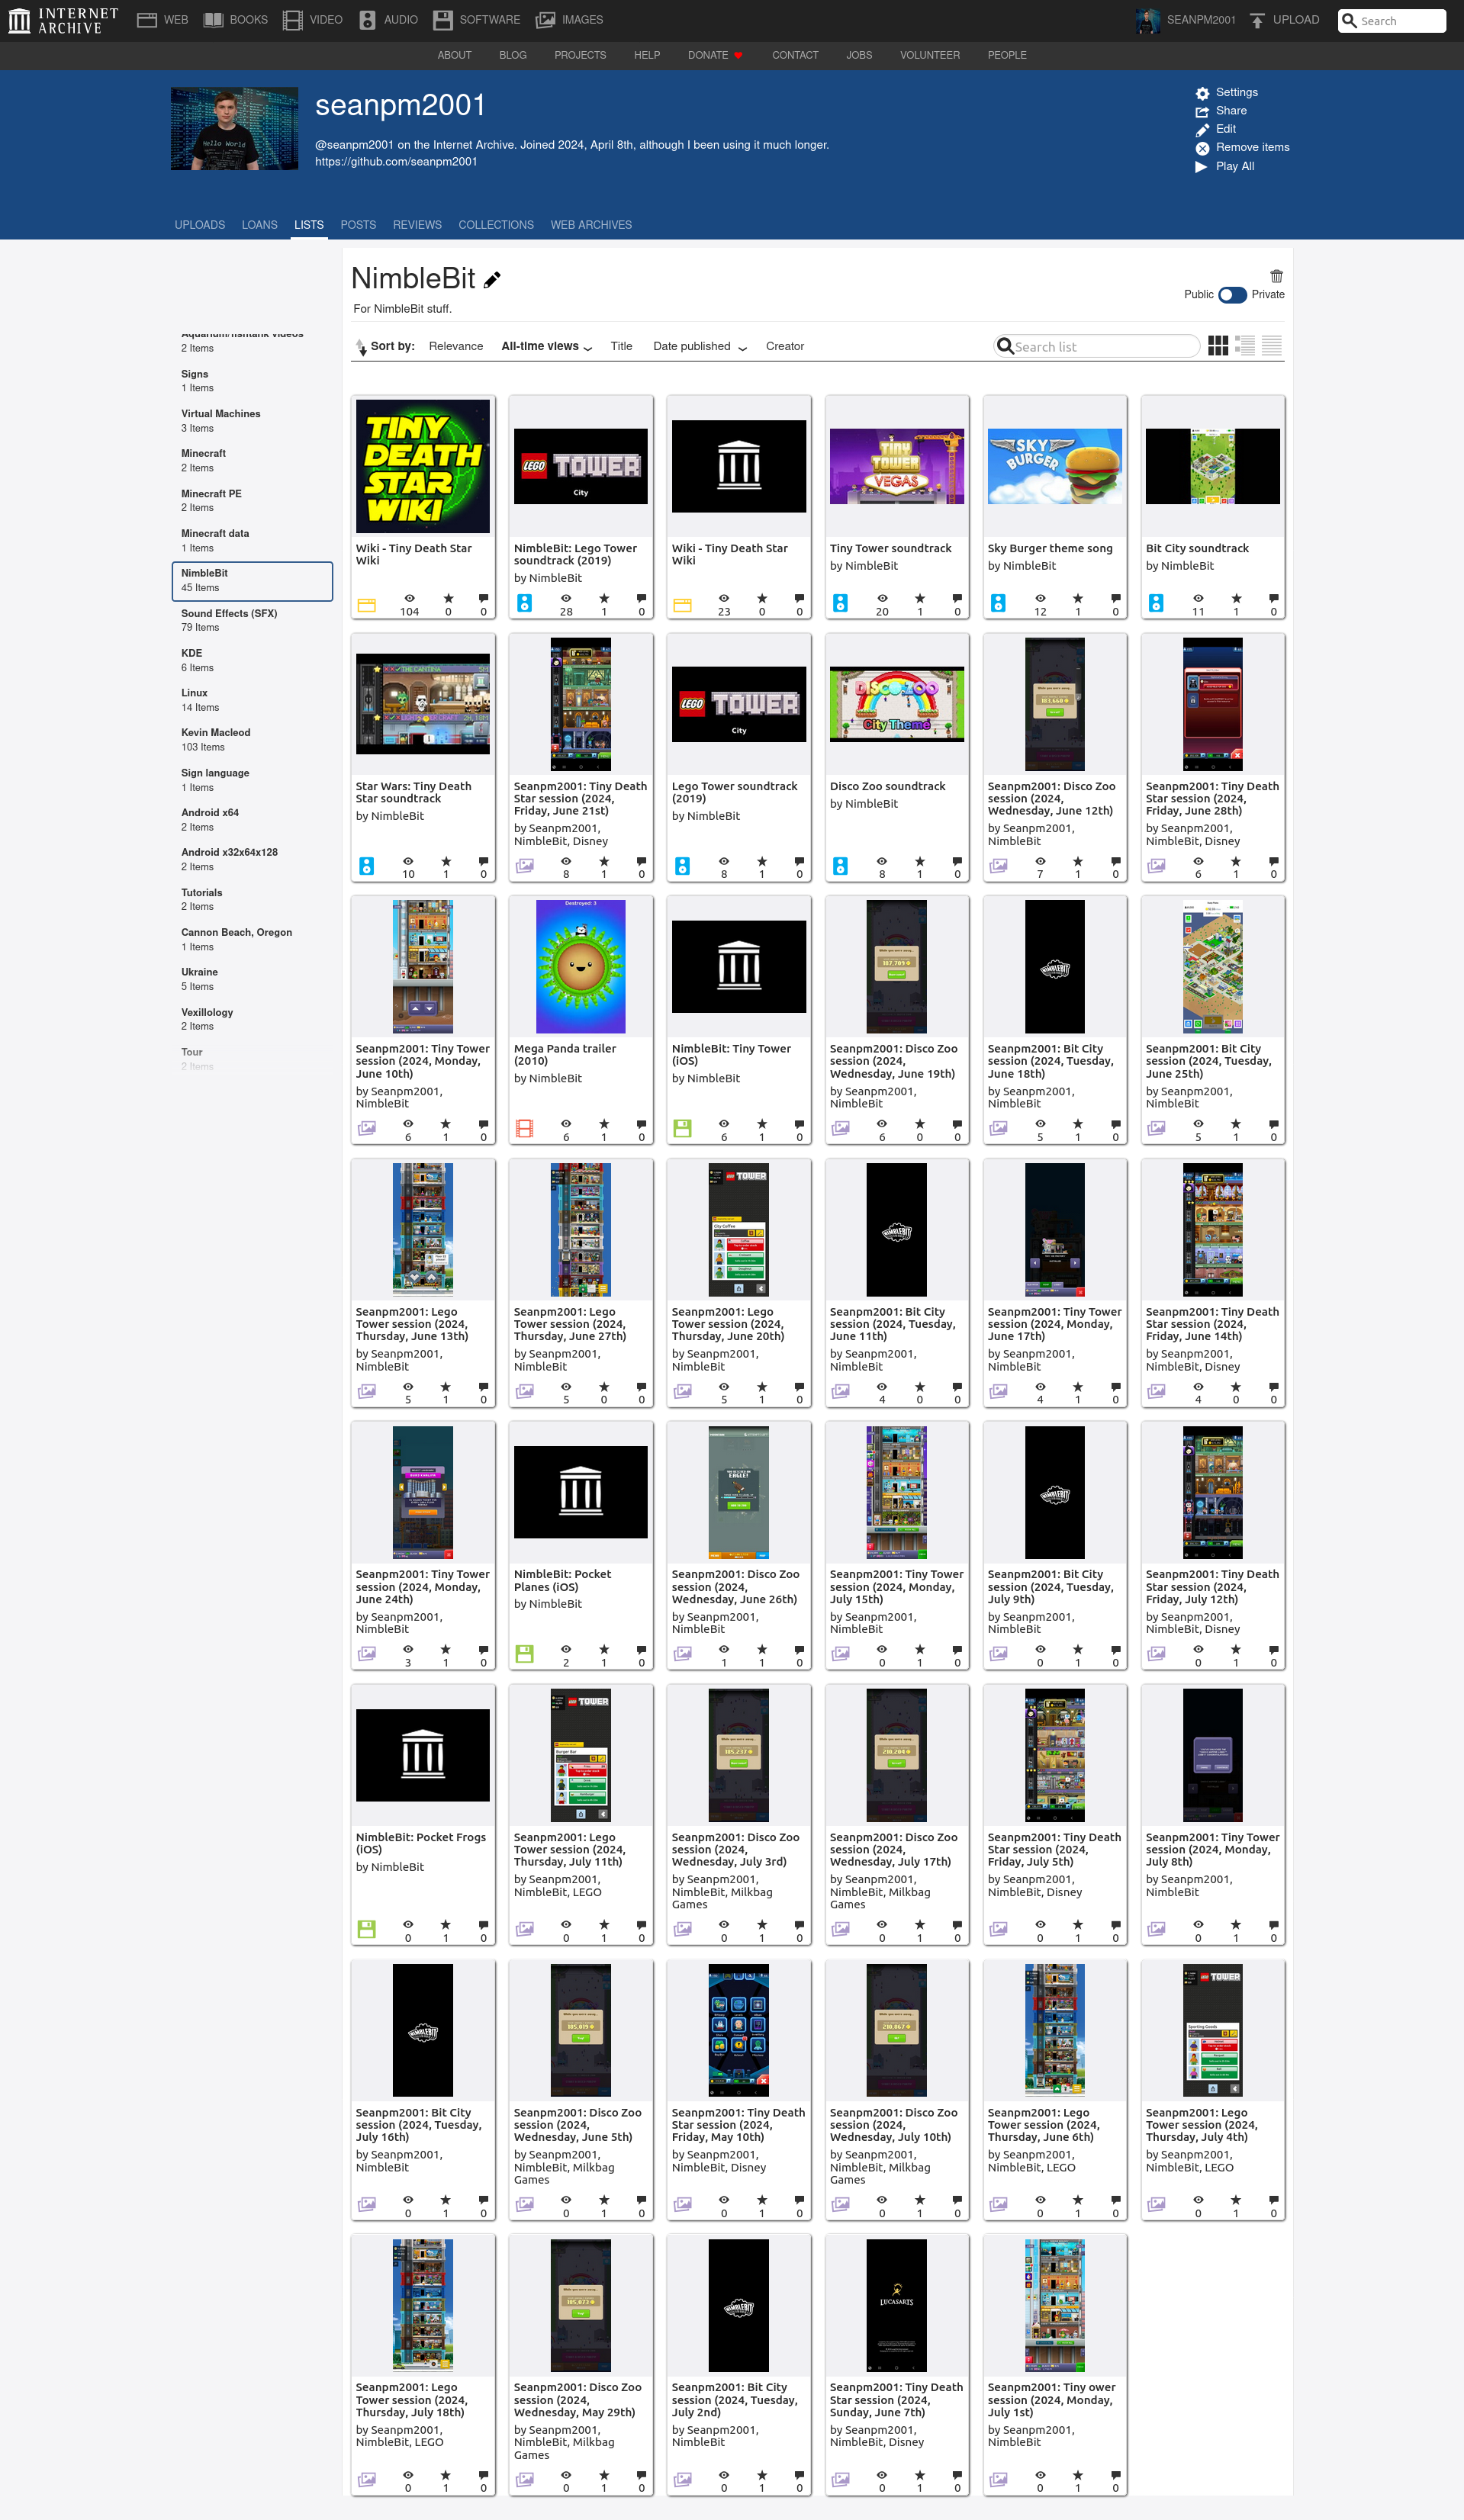 INTERNET ARCHIVE
WEB BOOKS VIDEO AUDIO SOFTWARE IMAGES SEANPM2001 UPLOAD Search
ABOUT BLOG PROJECTS HELP DONATE CONTACT JOBS VOLUNTEER PEOPLE
Hello World
seanpm2001
@seanpm2001 on the Internet Archive. Joined 2024, April 8th, although I been using it much longer.
https://github.com/seanpm2001
Settings
Share
Edit
Remove items
Play All
UPLOADS LOANS LISTS POSTS REVIEWS COLLECTIONS WEB ARCHIVES
Aquarium/fishtank videos
2 Items
Signs
1 Items
Virtual Machines
3 Items
Minecraft
2 Items
Minecraft PE
2 Items
Minecraft data
1 Items
NimbleBit
45 Items
Sound Effects (SFX)
79 Items
KDE
6 Items
Linux
14 Items
Kevin Macleod
103 Items
Sign language
1 Items
Android x64
2 Items
Android x32x64x128
2 Items
Tutorials
2 Items
Cannon Beach, Oregon
1 Items
Ukraine
5 Items
Vexillology
2 Items
Tour
2 Items
NimbleBit
Public Private
For NimbleBit stuff.
Sort by: Relevance All-time views Title Date published Creator Search list
TINY DEATH STAR WIKI
Wiki - Tiny Death Star
Wiki
104 0 0
LEGO TOWER
City
NimbleBit: Lego Tower
soundtrack (2019)
by NimbleBit
28 1 0
Wiki - Tiny Death Star
Wiki
23 0 0
TINY TOWER VEGAS
Tiny Tower soundtrack
by NimbleBit
20 1 0
SKY BURGER
Sky Burger theme song
by NimbleBit
12 1 0
Bit City soundtrack
by NimbleBit
11 1 0
THE CANTINA
Star Wars: Tiny Death
Star soundtrack
by NimbleBit
10 1 0
Seanpm2001: Tiny Death
Star session (2024,
Friday, June 21st)
by Seanpm2001,
NimbleBit, Disney
8 1 0
LEGO TOWER
City
Lego Tower soundtrack
(2019)
by NimbleBit
8 1 0
DISCO ZOO
City Theme
Disco Zoo soundtrack
by NimbleBit
8 1 0
Seanpm2001: Disco Zoo
session (2024,
Wednesday, June 12th)
by Seanpm2001,
NimbleBit
7 1 0
Seanpm2001: Tiny Death
Star session (2024,
Friday, June 28th)
by Seanpm2001,
NimbleBit, Disney
6 1 0
Seanpm2001: Tiny Tower
session (2024, Monday,
June 10th)
by Seanpm2001,
NimbleBit
6 1 0
Destroyed: 3
Mega Panda trailer
(2010)
by NimbleBit
6 1 0
NimbleBit: Tiny Tower
(iOS)
by NimbleBit
6 1 0
Seanpm2001: Disco Zoo
session (2024,
Wednesday, June 19th)
by Seanpm2001,
NimbleBit
6 0 0
NIMBLEBIT
Seanpm2001: Bit City
session (2024, Tuesday,
June 18th)
by Seanpm2001,
NimbleBit
5 1 0
Seanpm2001: Bit City
session (2024, Tuesday,
June 25th)
by Seanpm2001,
NimbleBit
5 1 0
Seanpm2001: Lego
Tower session (2024,
Thursday, June 13th)
by Seanpm2001,
NimbleBit
5 1 0
Seanpm2001: Lego
Tower session (2024,
Thursday, June 27th)
by Seanpm2001,
NimbleBit
5 0 0
TOWER
City Coffee
Seanpm2001: Lego
Tower session (2024,
Thursday, June 20th)
by Seanpm2001,
NimbleBit
5 1 0
NIMBLEBIT
Seanpm2001: Bit City
session (2024, Tuesday,
June 11th)
by Seanpm2001,
NimbleBit
4 0 0
Seanpm2001: Tiny Tower
session (2024, Monday,
June 17th)
by Seanpm2001,
NimbleBit
4 1 0
Seanpm2001: Tiny Death
Star session (2024,
Friday, June 14th)
by Seanpm2001,
NimbleBit, Disney
4 0 0
Seanpm2001: Tiny Tower
session (2024, Monday,
June 24th)
by Seanpm2001,
NimbleBit
3 1 0
NimbleBit: Pocket
Planes (iOS)
by NimbleBit
2 1 0
EAGLE!
Seanpm2001: Disco Zoo
session (2024,
Wednesday, June 26th)
by Seanpm2001,
NimbleBit
1 1 0
Seanpm2001: Tiny Tower
session (2024, Monday,
July 15th)
by Seanpm2001,
NimbleBit
0 1 0
NIMBLEBIT
Seanpm2001: Bit City
session (2024, Tuesday,
July 9th)
by Seanpm2001,
NimbleBit
0 1 0
Seanpm2001: Tiny Death
Star session (2024,
Friday, July 12th)
by Seanpm2001,
NimbleBit, Disney
0 1 0
NimbleBit: Pocket Frogs
(iOS)
by NimbleBit
0 1 0
TOWER
Burger Bar
Seanpm2001: Lego
Tower session (2024,
Thursday, July 11th)
by Seanpm2001,
NimbleBit, LEGO
0 1 0
Seanpm2001: Disco Zoo
session (2024,
Wednesday, July 3rd)
by Seanpm2001,
NimbleBit, Milkbag
Games
0 1 0
Seanpm2001: Disco Zoo
session (2024,
Wednesday, July 17th)
by Seanpm2001,
NimbleBit, Milkbag
Games
0 1 0
Seanpm2001: Tiny Death
Star session (2024,
Friday, July 5th)
by Seanpm2001,
NimbleBit, Disney
0 1 0
Seanpm2001: Tiny Tower
session (2024, Monday,
July 8th)
by Seanpm2001,
NimbleBit
0 1 0
NIMBLEBIT
Seanpm2001: Bit City
session (2024, Tuesday,
July 16th)
by Seanpm2001,
NimbleBit
0 1 0
Seanpm2001: Disco Zoo
session (2024,
Wednesday, June 5th)
by Seanpm2001,
NimbleBit, Milkbag
Games
0 1 0
Seanpm2001: Tiny Death
Star session (2024,
Friday, May 10th)
by Seanpm2001,
NimbleBit, Disney
0 1 0
Seanpm2001: Disco Zoo
session (2024,
Wednesday, July 10th)
by Seanpm2001,
NimbleBit, Milkbag
Games
0 1 0
Seanpm2001: Lego
Tower session (2024,
Thursday, June 6th)
by Seanpm2001,
NimbleBit, LEGO
0 1 0
TOWER
Sporting Goods
Seanpm2001: Lego
Tower session (2024,
Thursday, July 4th)
by Seanpm2001,
NimbleBit, LEGO
0 1 0
Seanpm2001: Lego
Tower session (2024,
Thursday, July 18th)
by Seanpm2001,
NimbleBit, LEGO
0 1 0
Seanpm2001: Disco Zoo
session (2024,
Wednesday, May 29th)
by Seanpm2001,
NimbleBit, Milkbag
Games
0 1 0
NIMBLEBIT
Seanpm2001: Bit City
session (2024, Tuesday,
July 2nd)
by Seanpm2001,
NimbleBit
0 1 0
LUCASARTS
Seanpm2001: Tiny Death
Star session (2024,
Sunday, June 7th)
by Seanpm2001,
NimbleBit, Disney
0 1 0
Seanpm2001: Tiny ower
session (2024, Monday,
July 1st)
by Seanpm2001,
NimbleBit
0 1 0